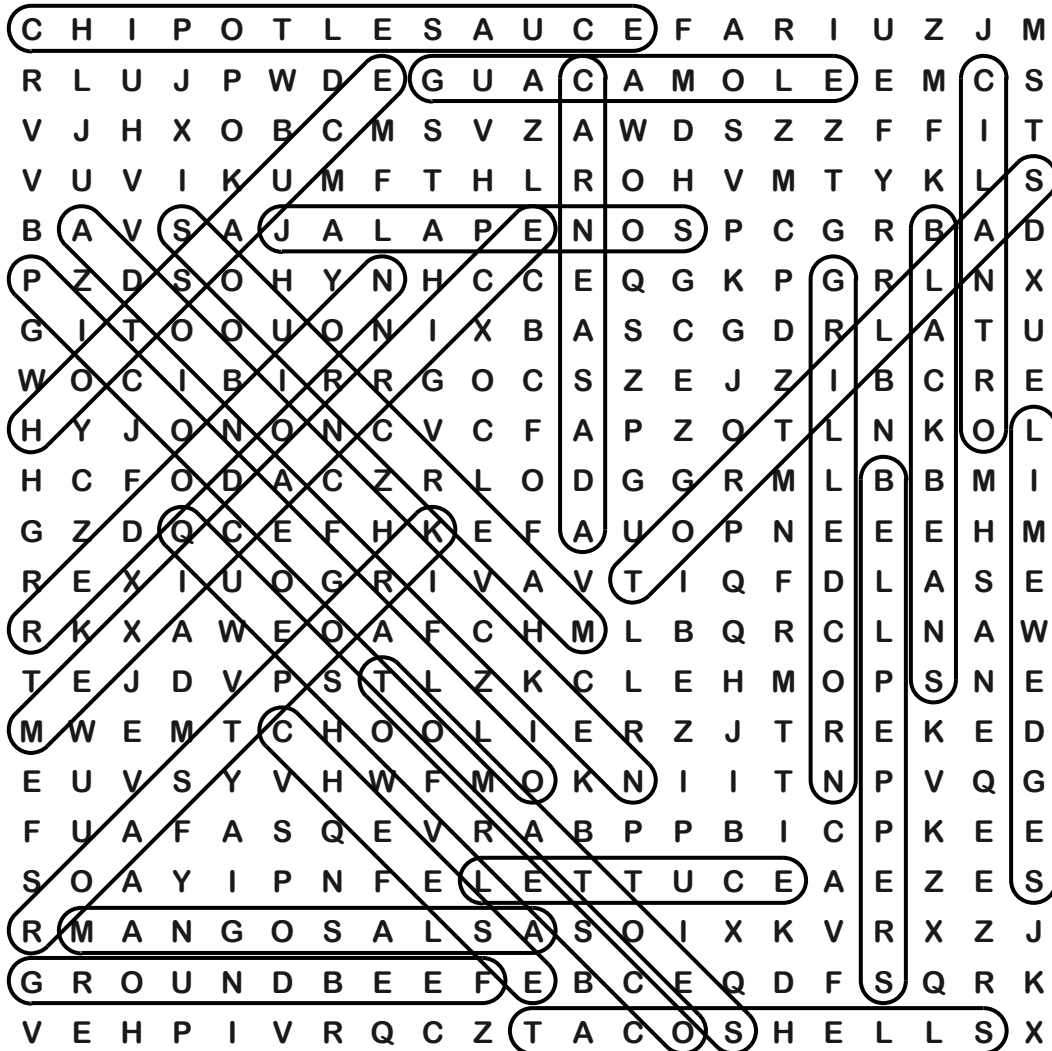 C H I P O T L E S A U C E F A R I U Z J M
R L U J P W D E G U A C A M O L E E M C S
V J H X O B C M S V Z A W D S Z Z F F I T
V U V I K U M F T H L R O H V M T Y K L S
B A V S A J A L A P E N O S P C G R B A D
P Z D S O H Y N H C C E Q G K P G R L N X
G I T O O U O N I X B A S C G D R L A T U
W O C I B I R R G O C S Z E J Z I B C R E
H Y J O N O N C V C F A P Z O T L N K O L
H C F O D A C Z R L O D G G R M L B B M I
G Z D Q C E F H K E F A U O P N E E E H M
R E X I U O G R I V A V T I Q F D L A S E
R K X A W E O A F C H M L B Q R C L N A W
T E J D V P S T L Z K C L E H M O P S N E
M W E M T C H O O L I E R Z J T R E K E D
E U V S Y V H W F M O K N I I T N P V Q G
F U A F A S Q E V R A B P P B I C P K E E
S O A Y I P N F E L E T T U C E A E Z E S
R M A N G O S A L S A S O I X K V R X Z J
G R O U N D B E E F E B C E Q D F S Q R K
V E H P I V R Q C Z T A C O S H E L L S X